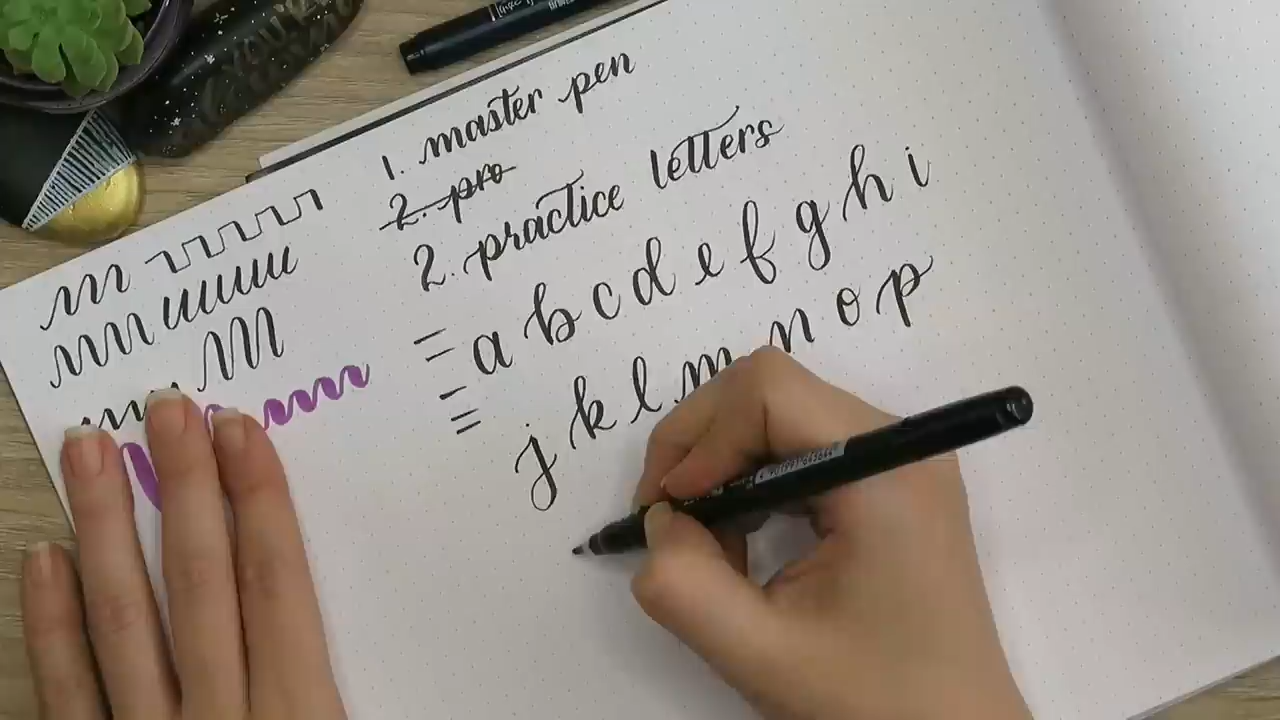 1. master pen
2. pro
2. practice letters
a b c d e f g h i
j k l m n o p